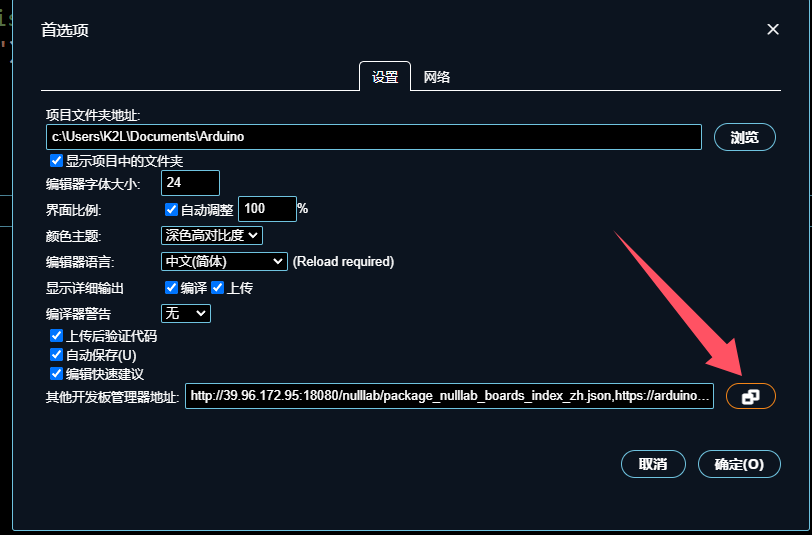 首选项
设置 网络
项目文件夹地址:
c:\Users\K2L\Documents\Arduino 浏览
显示项目中的文件夹
编辑器字体大小: 24
界面比例: 自动调整 100 %
颜色主题: 深色高对比度
编辑器语言: 中文(简体) (Reload required)
显示详细输出 编译 上传
编译器警告 无
上传后验证代码
自动保存(U)
编辑快速建议
其他开发板管理器地址: http://39.96.172.95:18080/nulllab/package_nulllab_boards_index_zh.json,https://arduino...
取消 确定(O)